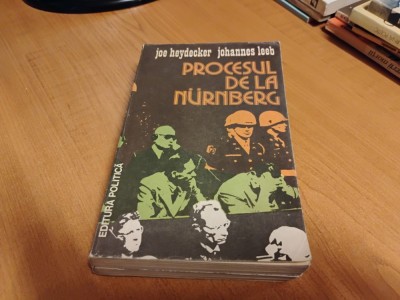 joe heydecker johannes leeb
PROCESUL
DE LA
NÜRNBERG
EDITURA POLITICĂ